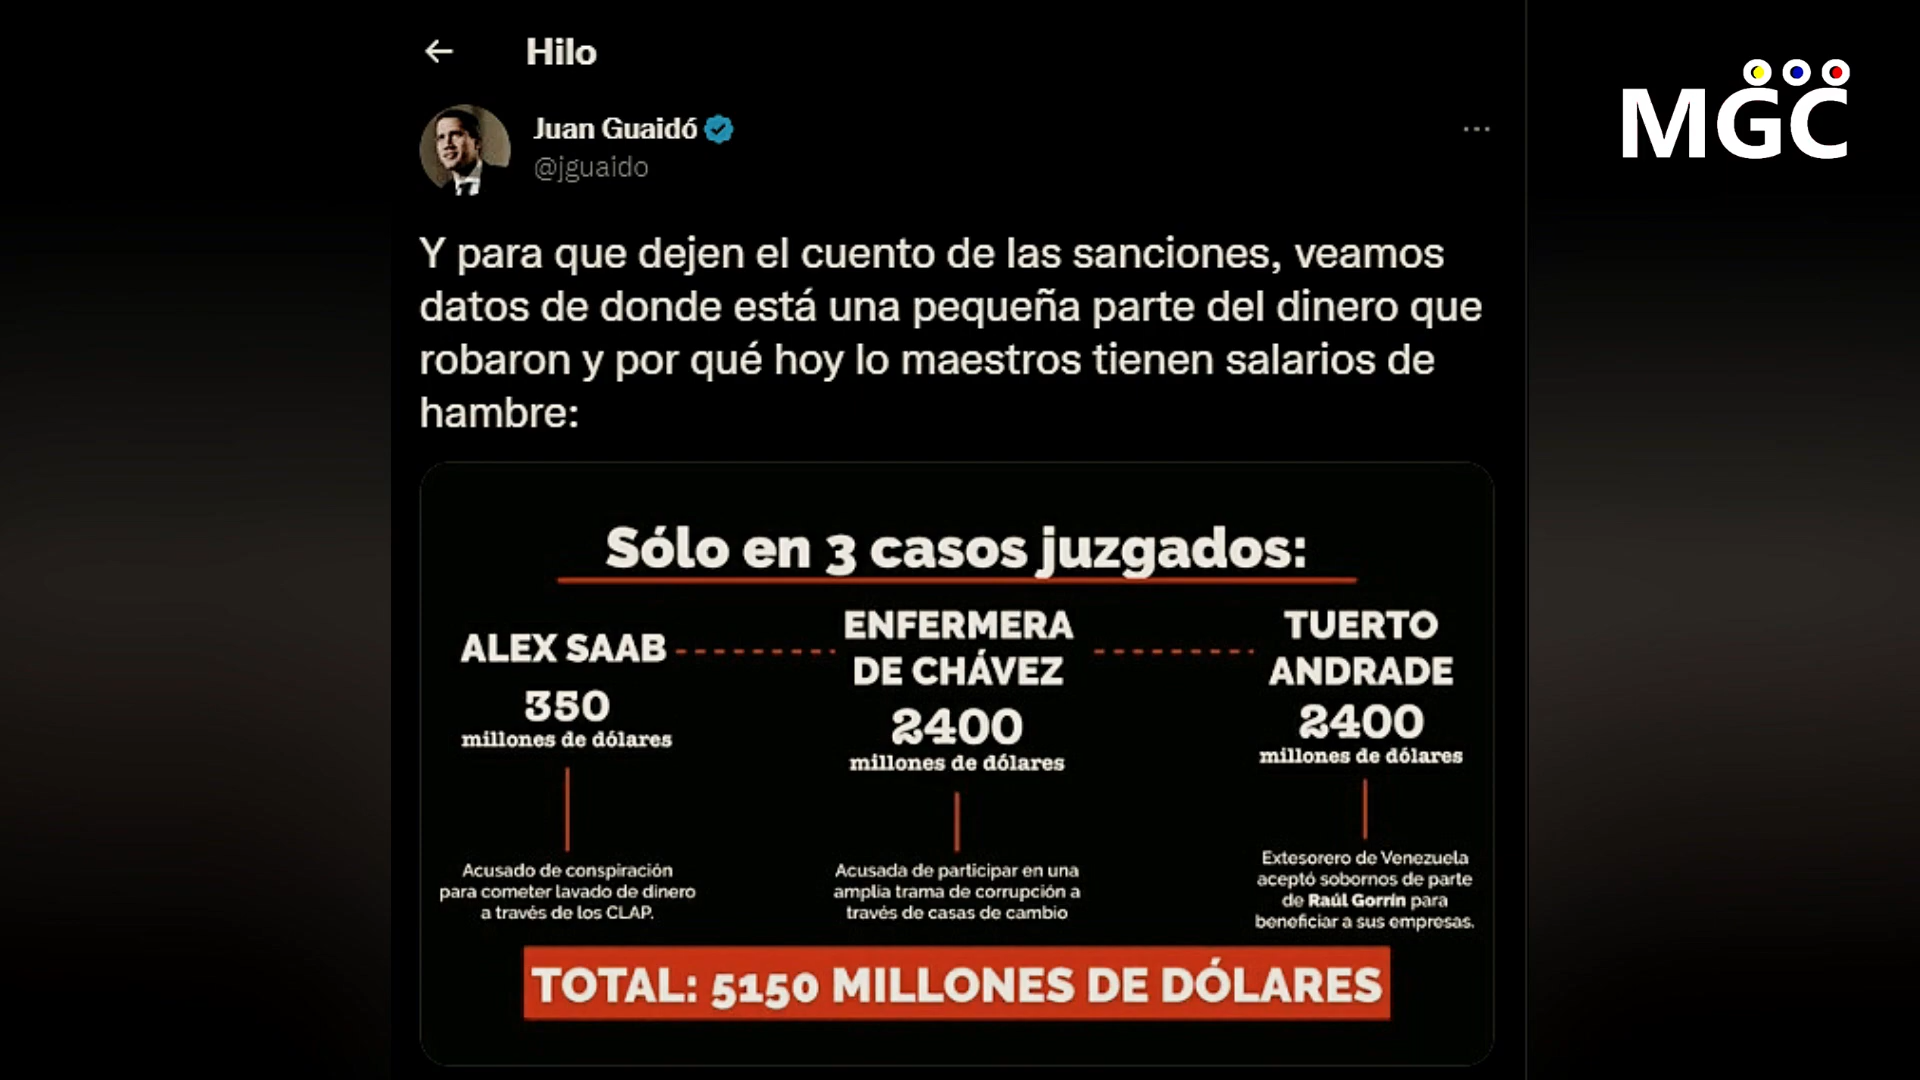 Hilo
MGC
Juan Guaidó
@jguaido
Y para que dejen el cuento de las sanciones, veamos
datos de donde está una pequeña parte del dinero que
robaron y por qué hoy lo maestros tienen salarios de
hambre:
Sólo en 3 casos juzgados:
ALEX SAAB
350
millones de dólares
Acusado de conspiración
para cometer lavado de dinero
a través de los CLAP.
ENFERMERA
DE CHÁVEZ
2400
millones de dólares
Acusada de participar en una
amplia trama de corrupción a
través de casas de cambio
TUERTO
ANDRADE
2400
millones de dólares
Extesorero de Venezuela
aceptó sobornos de parte
de Raúl Gorrín para
beneficiar a sus empresas.
TOTAL: 5150 MILLONES DE DÓLARES